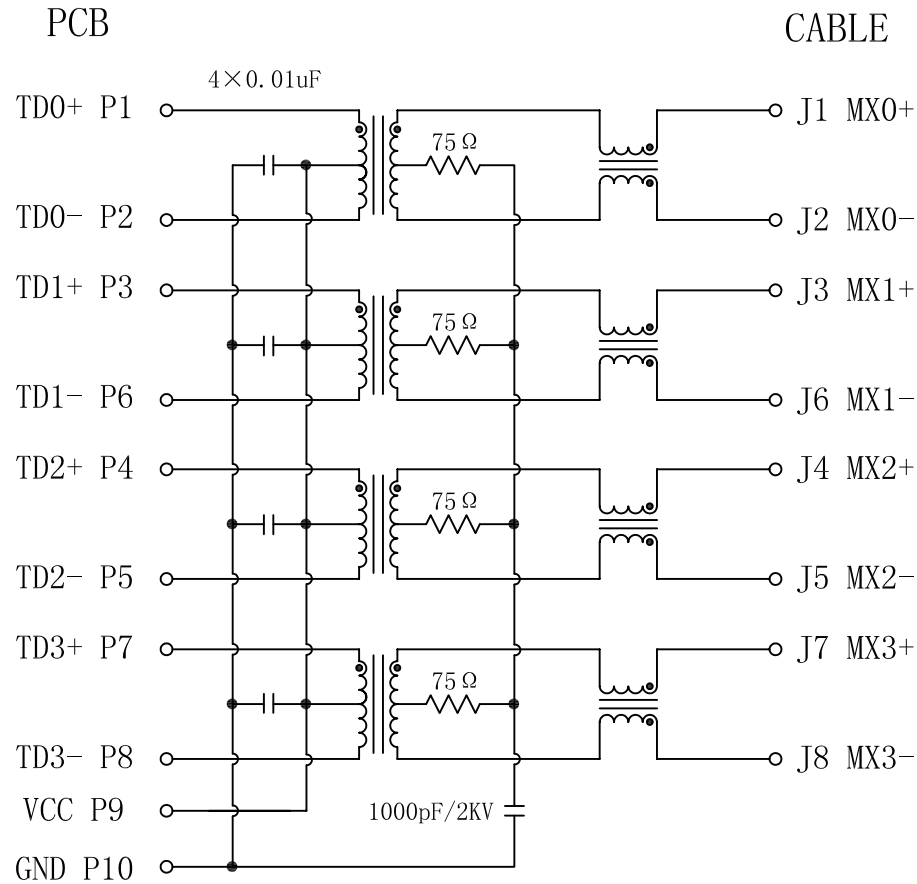 PCB
CABLE
4×0.01uF
TD0+ P1
J1 MX0+
75Ω
TD0- P2
J2 MX0-
TD1+ P3
J3 MX1+
75Ω
TD1- P6
J6 MX1-
TD2+ P4
J4 MX2+
75Ω
TD2- P5
J5 MX2-
TD3+ P7
J7 MX3+
75Ω
TD3- P8
J8 MX3-
VCC P9
1000pF/2KV
GND P10